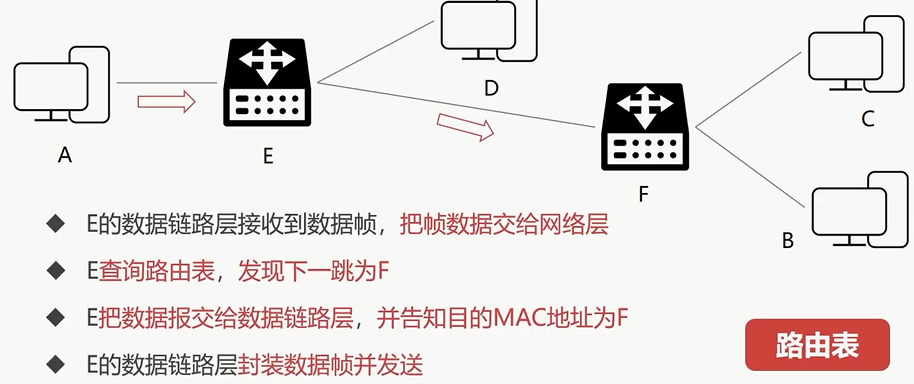 D
A
E
C
F
B
◆ E的数据链路层接收到数据帧，把帧数据交给网络层
◆ E查询路由表，发现下一跳为F
◆ E把数据报交给数据链路层，并告知目的MAC地址为F
◆ E的数据链路层封装数据帧并发送
路由表